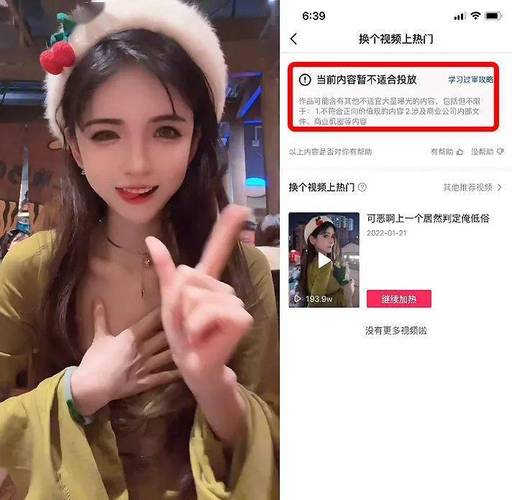 6:39
换个视频上热门
当前内容暂不适合投放
学习过审攻略
作品可能含有其他不适宜大量曝光的内容，包括但不限
于：1.不符合正向价值观的内容 2.涉及商业公司内部文
件、商业机密等内容
以上内容是否对你有帮助
有帮助
没帮助
换个视频上热门
其他推荐视频
可恶啊上一个居然判定俺低俗
2022-01-21
193.9w
继续加热
没有更多视频啦